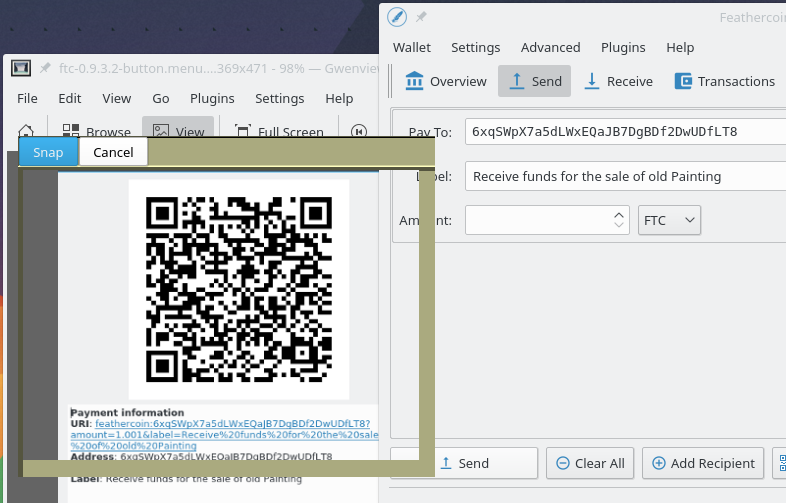 Feathercoin
ftc-0.9.3.2-button.menu....369x471 - 98% — Gwenview
Wallet Settings Advanced Plugins Help
Overview Send Receive Transactions
File Edit View Go Plugins Settings Help
Browse View Full Screen
Snap Cancel
Pay To: 6xqSWpX7a5dLWxEQaJB7DgBDf2DwUDfLT8
Label: Receive funds for the sale of old Painting
Amount: FTC
Payment information
URI: feathercoin:6xqSWpX7a5dLWxEQaJB7DgBDf2DwUDfLT8?
amount=1.001&label=Receive%20funds%20for%20the%20sale
%20of%20old%20Painting
Address: 6xqSWpX7a5dLWxEQaJB7DgBDf2DwUDfLT8
Label: Receive funds for the sale of old Painting
Send Clear All Add Recipient